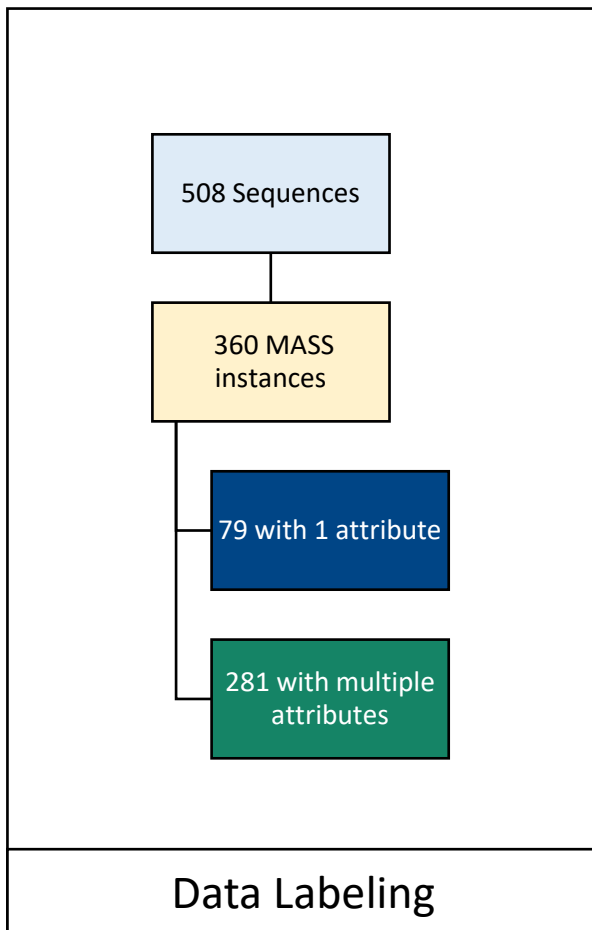 508 Sequences
360 MASS
instances
79 with 1 attribute
281 with multiple
attributes
Data Labeling